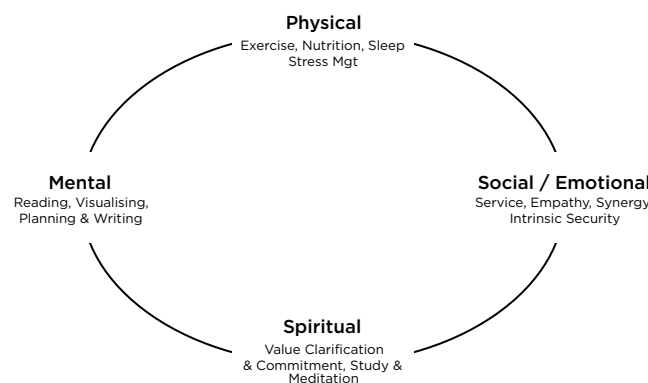 Physical
Exercise, Nutrition, Sleep
Stress Mgt
Mental
Reading, Visualising,
Planning & Writing
Social / Emotional
Service, Empathy, Synergy
Intrinsic Security
Spiritual
Value Clarification
& Commitment, Study &
Meditation